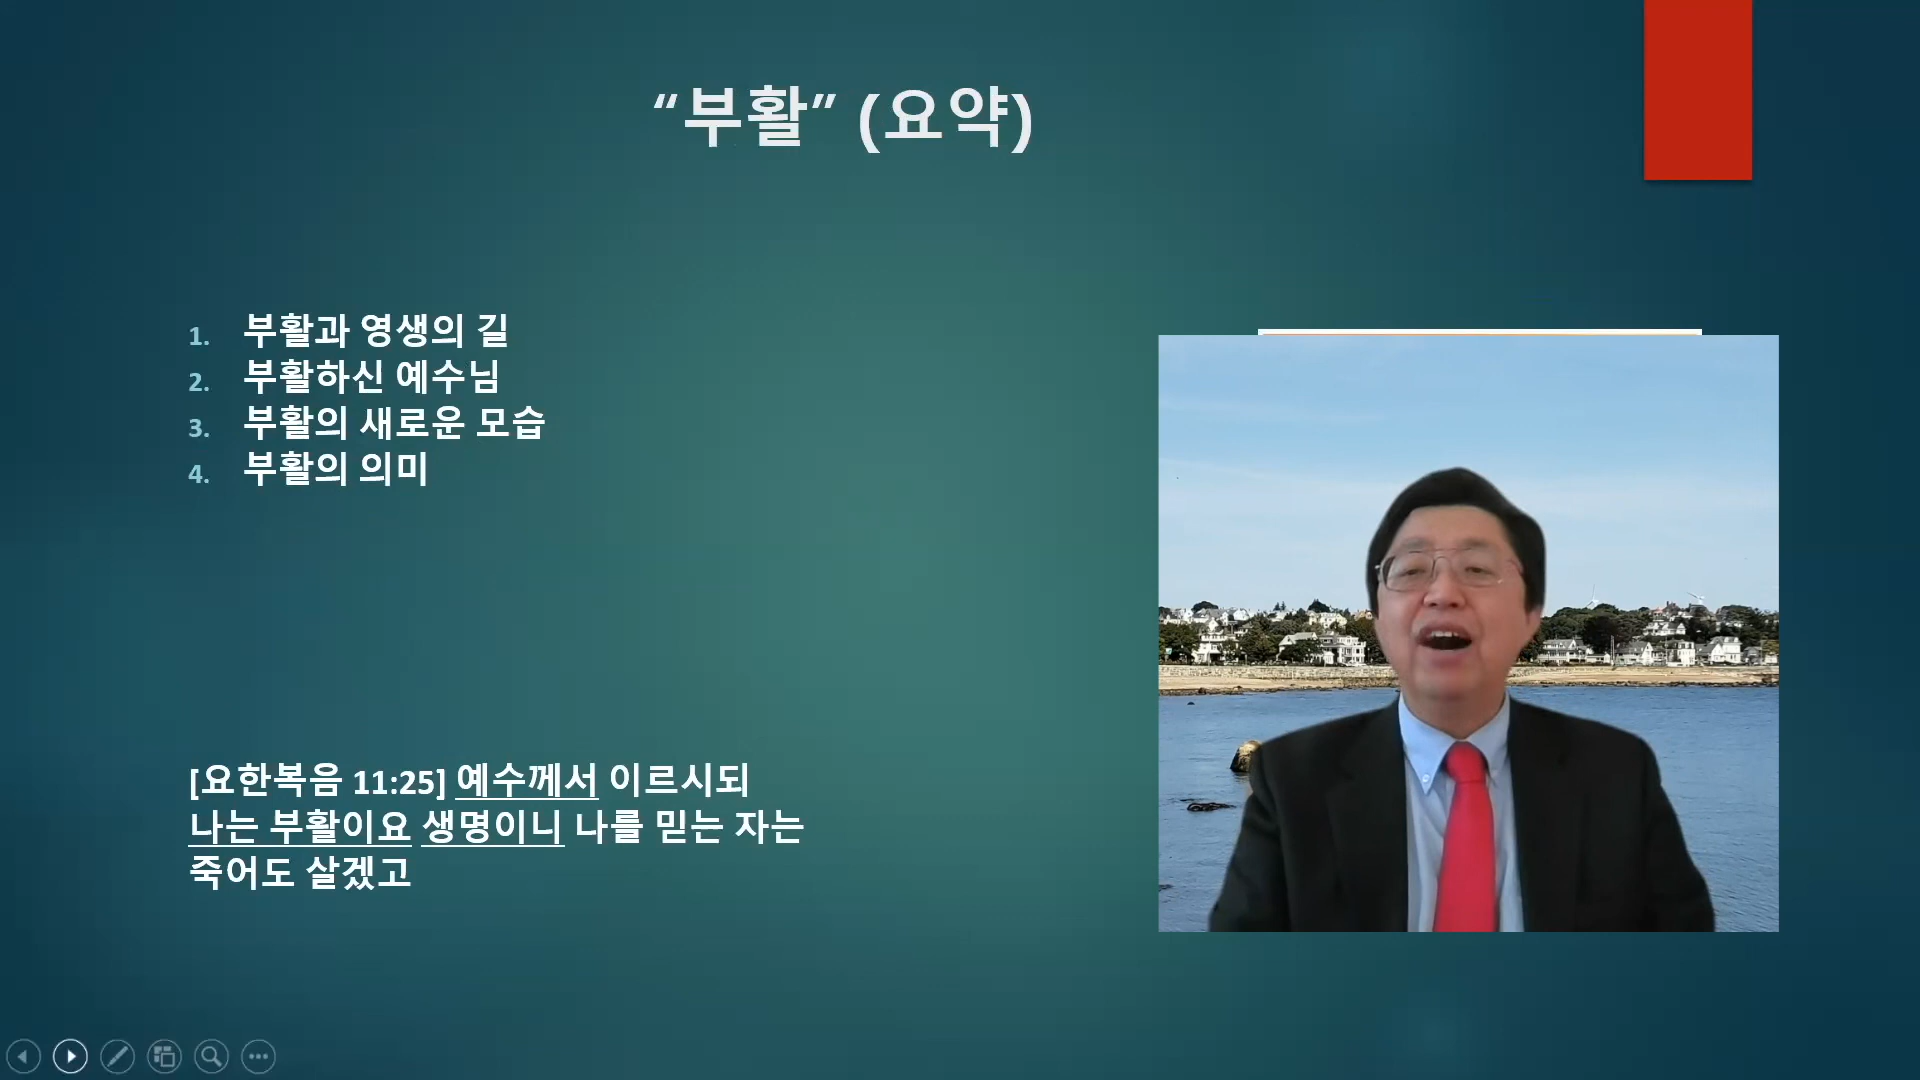 “부활” (요약)
1. 부활과 영생의 길
2. 부활하신 예수님
3. 부활의 새로운 모습
4. 부활의 의미
[요한복음 11:25] 예수께서 이르시되
나는 부활이요 생명이니 나를 믿는 자는
죽어도 살겠고